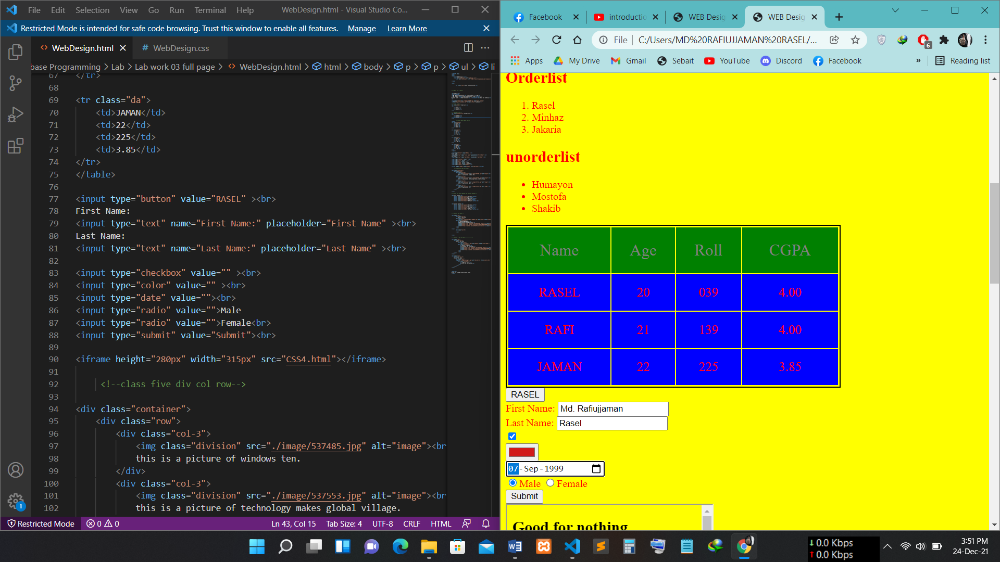 File Edit Selection View Go Run Terminal Help WebDesign.html - Visual Studio Co...
Restricted Mode is intended for safe code browsing. Trust this window to enable all features. Manage Learn More
WebDesign.html # WebDesign.css
base Programming > Lab > Lab work 03 full page > WebDesign.html > html > body > p > p > ul > li
67 </tr>
68
69 <tr class="da">
70 <td>JAMAN</td>
71 <td>22</td>
72 <td>225</td>
73 <td>3.85</td>
74 </tr>
75 </table>
76
77 <input type="button" value="RASEL" ><br>
78 First Name:
79 <input type="text" name="First Name:" placeholder="First Name" ><br>
80 Last Name:
81 <input type="text" name="Last Name:" placeholder="Last Name" ><br>
82
83 <input type="checkbox" value="" ><br>
84 <input type="color" value="" ><br>
85 <input type="date" value=""><br>
86 <input type="radio" value="">Male
87 <input type="radio" value="">Female<br>
88 <input type="submit" value="Submit"><br>
89
90 <iframe height="280px" width="315px" src="CSS4.html"></iframe>
91
92 <!--class five div col row-->
93
94 <div class="container">
95 <div class="row">
96 <div class="col-3">
97 <img class="division" src="./image/537485.jpg" alt="image"><br
98 this is a picture of windows ten.
99 </div>
100 <div class="col-3">
101 <img class="division" src="./image/537553.jpg" alt="image"><br
102 this is a picture of technology makes global village.
Restricted Mode 0 0 Ln 43, Col 15 Tab Size: 4 UTF-8 CRLF HTML
1
Facebook introductio WEB Desig WEB Desig
File | C:/Users/MD%20RAFIUJJAMAN%20RASEL/... 6
Apps My Drive Gmail Sebait YouTube Discord Facebook » Reading list
Orderlist
1. Rasel
2. Minhaz
3. Jakaria
unorderlist
• Humayon
• Mostofa
• Shakib
Name Age Roll CGPA
RASEL 20 039 4.00
RAFI 21 139 4.00
JAMAN 22 225 3.85
RASEL
First Name: Md. Rafiujjaman
Last Name: Rasel
07-Sep-1999
Male Female
Submit
Good for nothing
0.0 Kbps
0.0 Kbps
3:51 PM
24-Dec-21